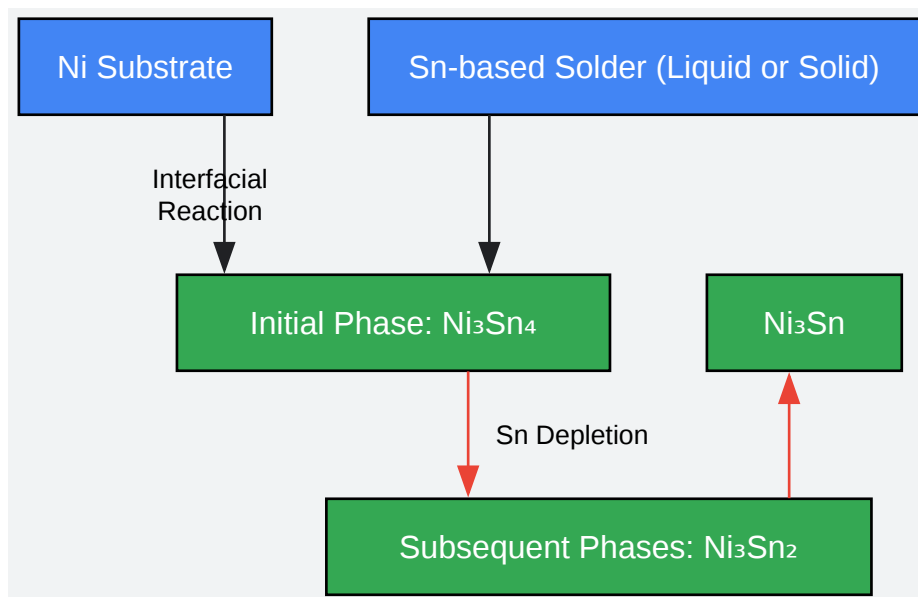 Ni Substrate
Sn-based Solder (Liquid or Solid)
Interfacial
Reaction
Initial Phase: Ni₃Sn₄
Ni₃Sn
Sn Depletion
Subsequent Phases: Ni₃Sn₂